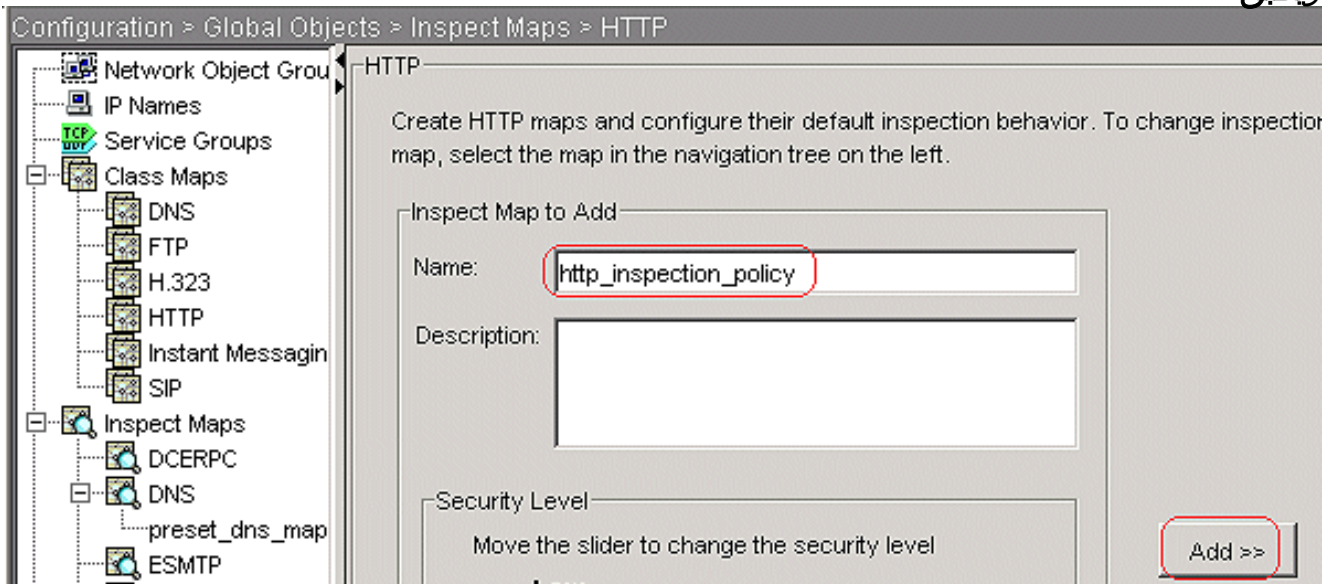 Configuration > Global Objects > Inspect Maps > HTTP
Network Object Grou
IP Names
TCP
UDP
Service Groups
Class Maps
DNS
FTP
H.323
HTTP
Instant Messagin
SIP
Inspect Maps
DCERPC
DNS
preset_dns_map
ESMTP
HTTP
Create HTTP maps and configure their default inspection behavior. To change inspection
map, select the map in the navigation tree on the left.
Inspect Map to Add
Name:
http_inspection_policy
Description:
Security Level
Move the slider to change the security level
Add >>